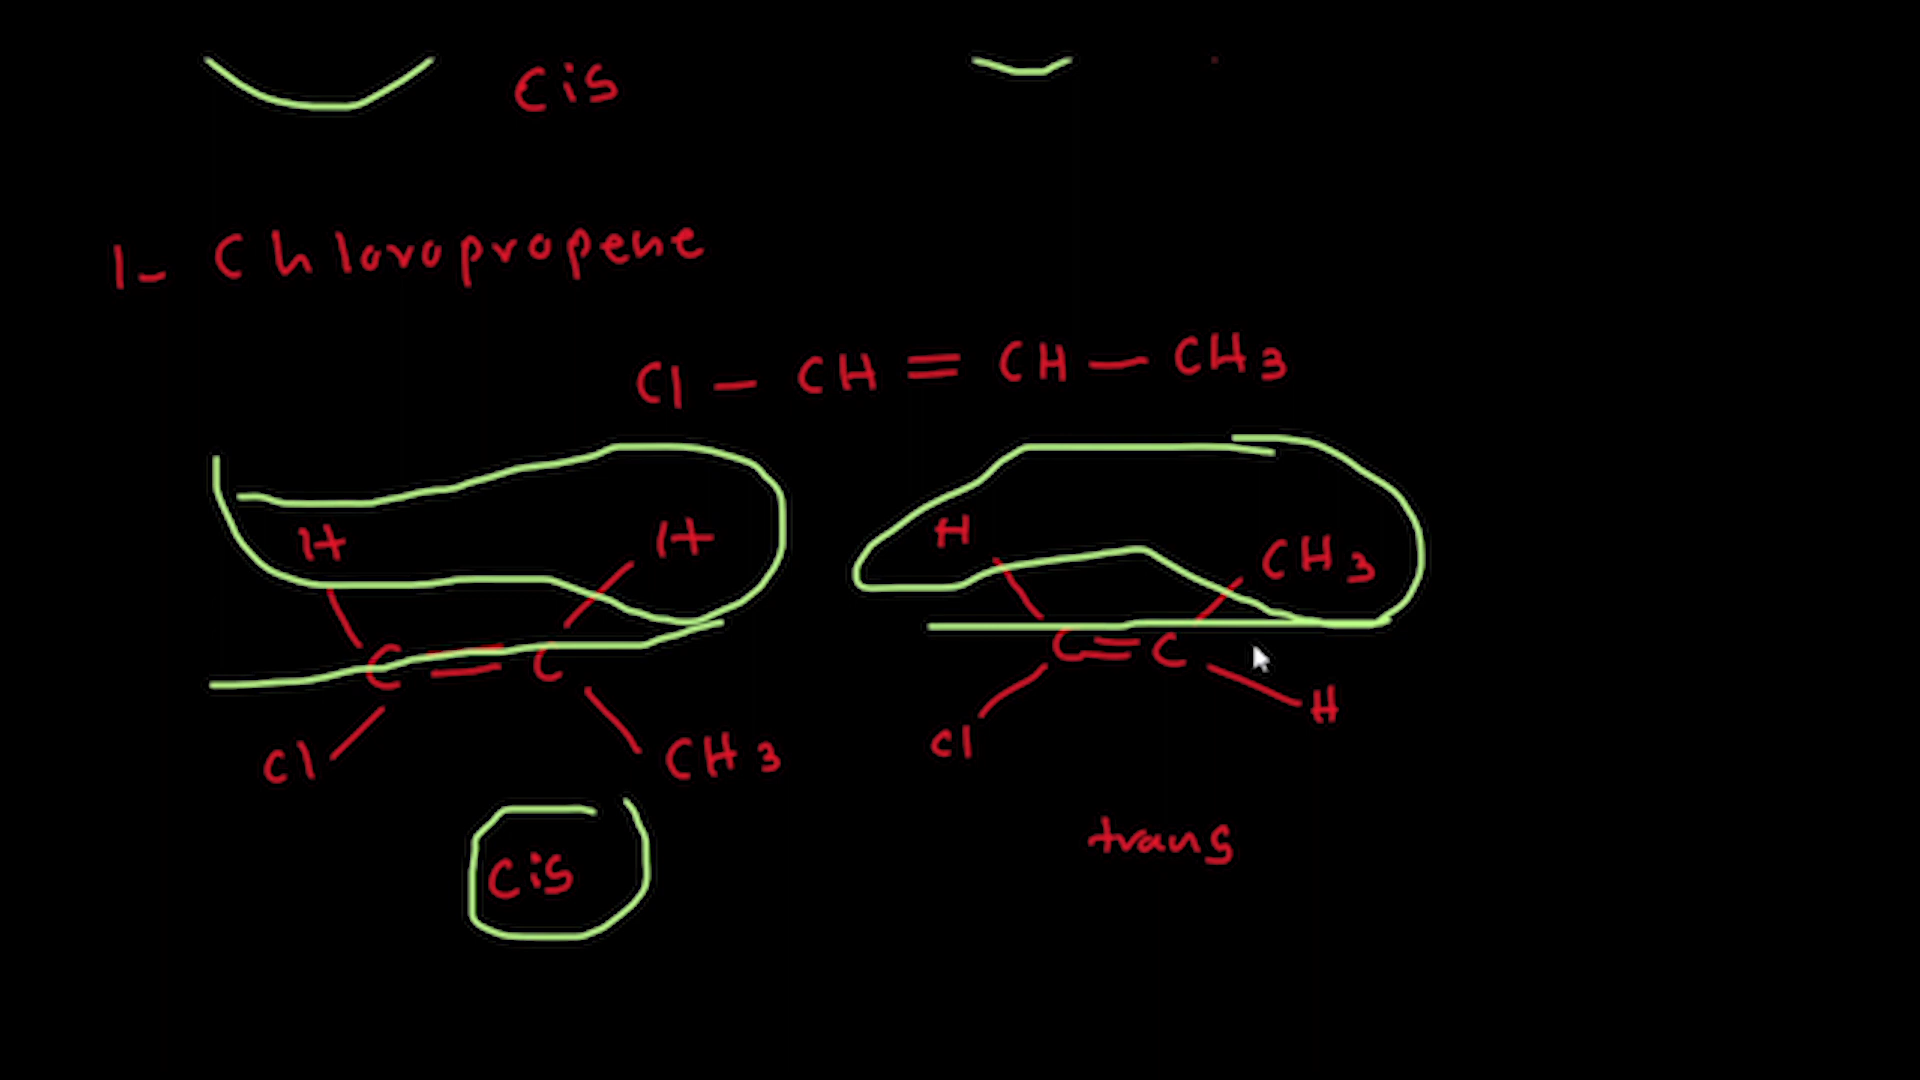 Cis
1- Chloropropene
Cl - CH = CH - CH3
H H
C = C
Cl CH3
H CH3
C = C
Cl H
Cis
trans